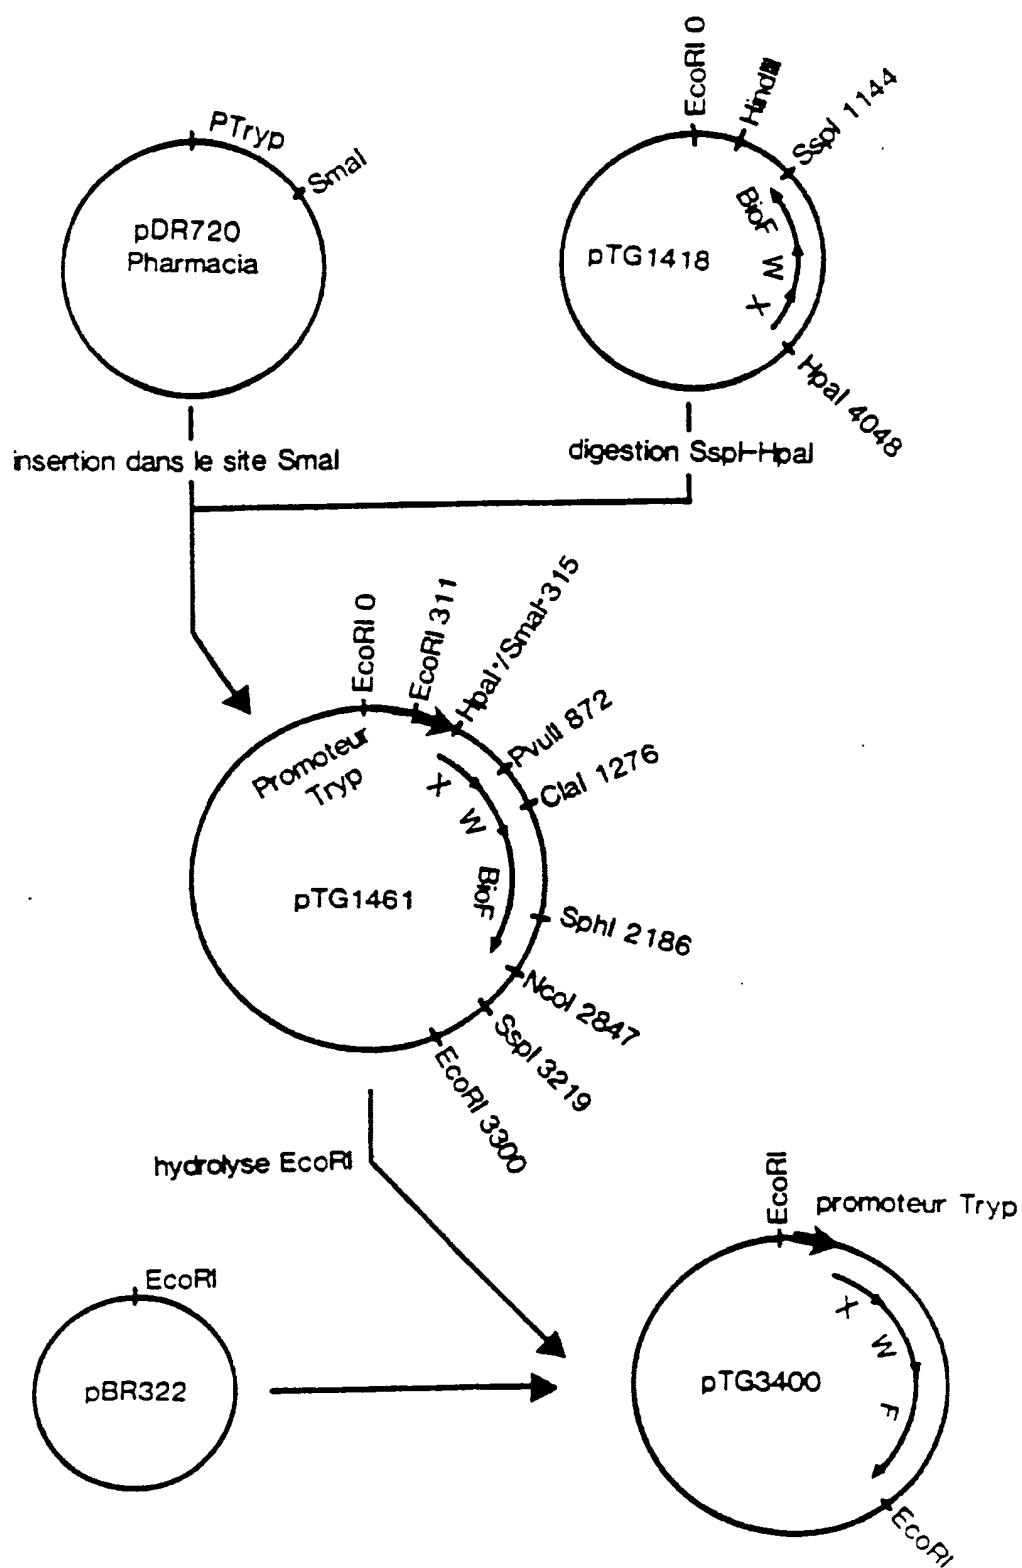 PTryp
SmaI
pDR720
Pharmacia
EcoRI 0
HindIII
SspI 1144
BioF
W
X
pTG1418
HpaI 4048
insertion dans le site SmaI
digestion SspI-HpaI
EcoRI 0
EcoRI 311
HpaI·/SmaI·315
PvuII 872
ClaI 1276
Promoteur
Tryp
X
W
BioF
pTG1461
SphI 2186
NcoI 2847
SspI 3219
EcoRI 3300
hydrolyse EcoRI
EcoRI
promoteur Tryp
EcoRI
pBR322
X
W
F
pTG3400
EcoRI